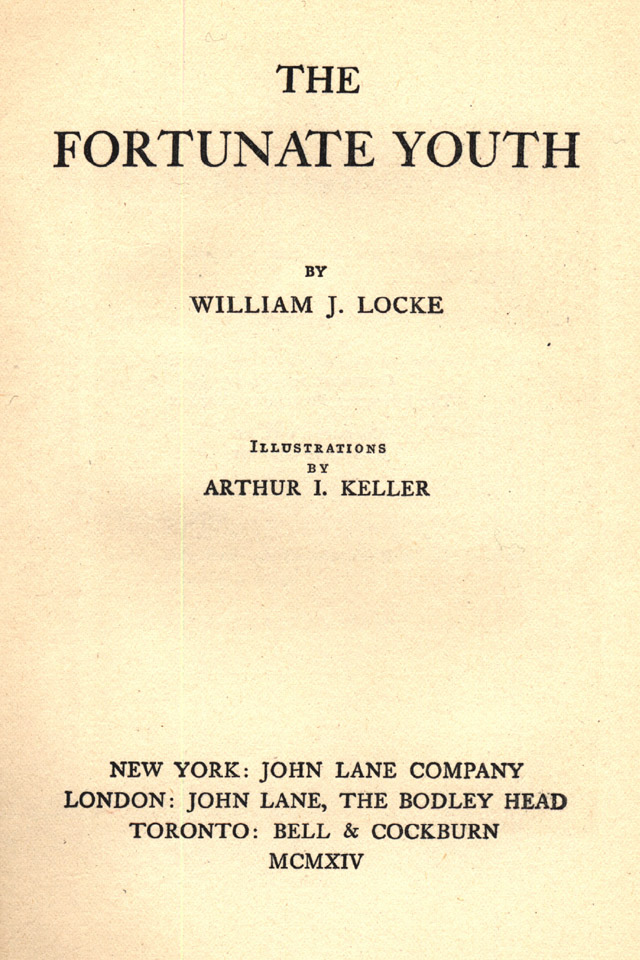 THE
FORTUNATE YOUTH
BY
WILLIAM J. LOCKE
ILLUSTRATIONS
BY
ARTHUR I. KELLER
NEW YORK: JOHN LANE COMPANY
LONDON: JOHN LANE, THE BODLEY HEAD
TORONTO: BELL & COCKBURN
MCMXIV